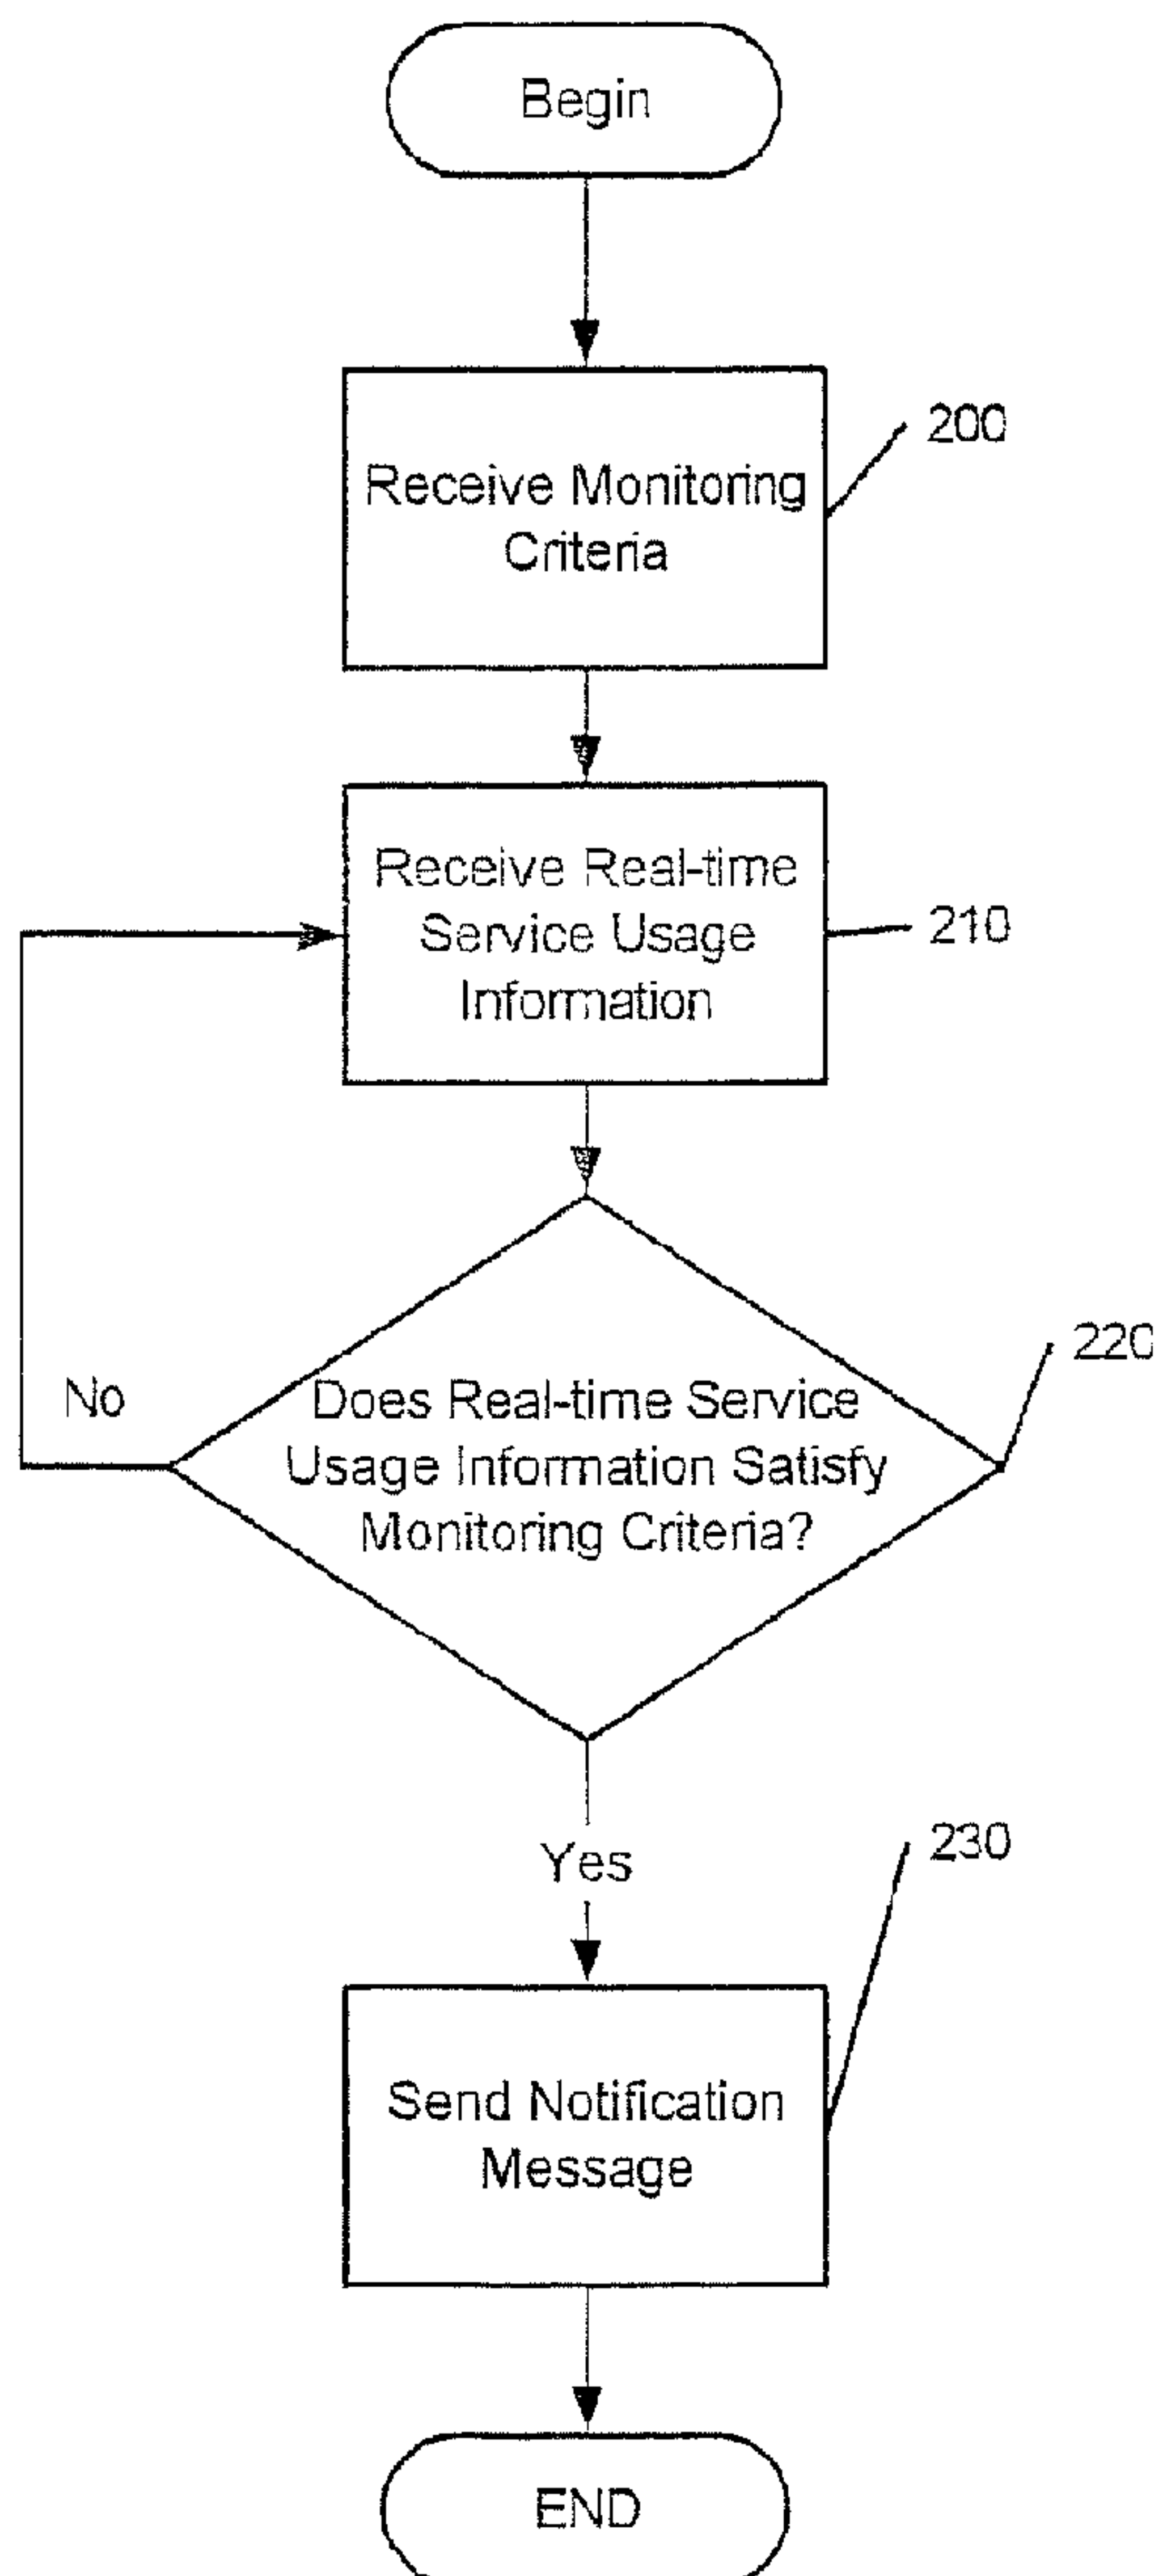 Begin
Receive Monitoring
Criteria
200
Receive Real-time
Service Usage
Information
210
No
Does Real-time Service
Usage Information Satisfy
Monitoring Criteria?
220
Yes
230
Send Notification
Message
END